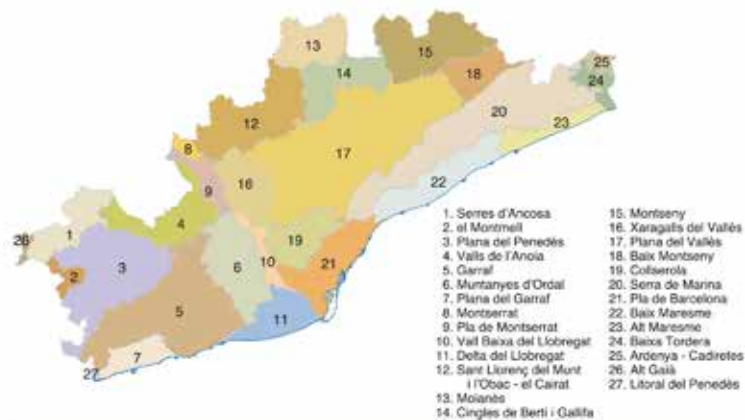 13
15
25
14
18
24
12
20
23
8
17
22
9
16
1
4
26
19
3
10
21
2
6
5
11
7
27
1. Serres d'Ancosa
2. el Montmell
3. Plana del Penedès
4. Valls de l'Anoia
5. Garraf
6. Muntanyes d'Ordal
7. Plana del Garraf
8. Montserrat
9. Pla de Montserrat
10. Vall Baixa del Llobregat
11. Delta del Llobregat
12. Sant Llorenç del Munt
i l'Obac - el Cairat
13. Moianès
14. Cingles de Bertí i Gallifa
15. Montseny
16. Xaragalls del Vallès
17. Plana del Vallès
18. Baix Montseny
19. Collserola
20. Serra de Marina
21. Pla de Barcelona
22. Baix Maresme
23. Alt Maresme
24. Baixa Tordera
25. Ardenya - Cadiretes
26. Alt Gaià
27. Litoral del Penedès